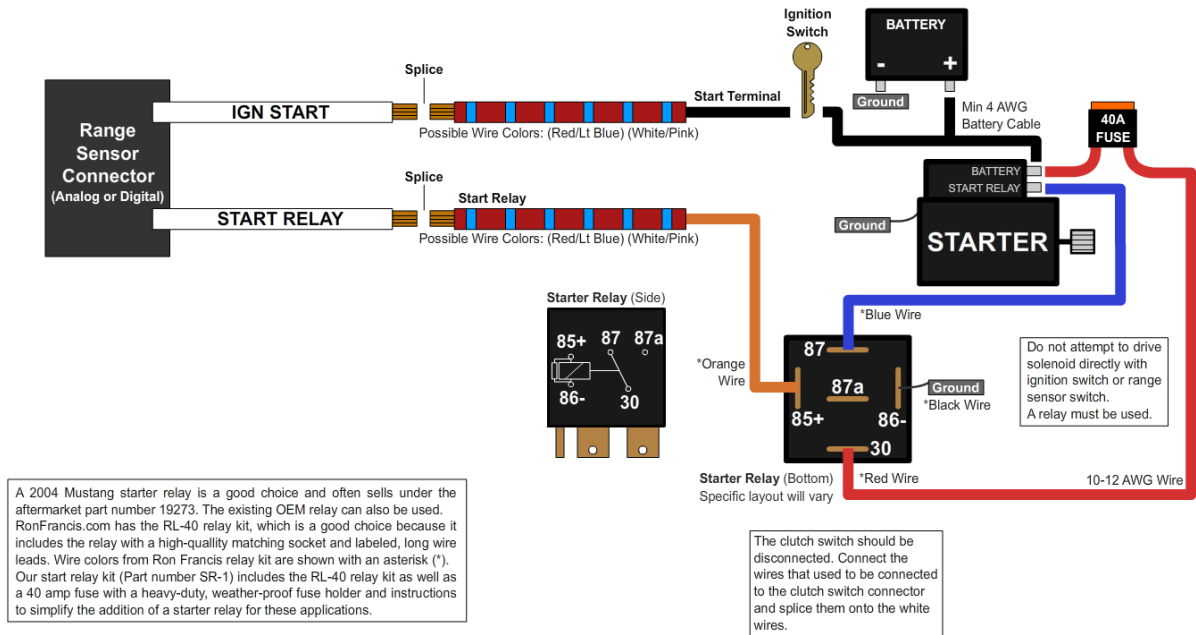 Ignition
Switch
BATTERY
-
+
Ground
Min 4 AWG
Battery Cable
40A
FUSE
Splice
IGN START
Start Terminal
Possible Wire Colors: (Red/Lt Blue) (White/Pink)
Range
Sensor
Connector
(Analog or Digital)
Splice
Start Relay
START RELAY
Possible Wire Colors: (Red/Lt Blue) (White/Pink)
BATTERY
START RELAY
Ground
STARTER
Starter Relay (Side)
85+
87
87a
86-
30
*Orange
Wire
*Blue Wire
87
87a
85+
86-
30
Ground
*Black Wire
Starter Relay (Bottom)
Specific layout will vary
*Red Wire
10-12 AWG Wire
Do not attempt to drive
solenoid directly with
ignition switch or range
sensor switch.
A relay must be used.
A 2004 Mustang starter relay is a good choice and often sells under the
aftermarket part number 19273. The existing OEM relay can also be used.
RonFrancis.com has the RL-40 relay kit, which is a good choice because it
includes the relay with a high-quallity matching socket and labeled, long wire
leads. Wire colors from Ron Francis relay kit are shown with an asterisk (*).
Our start relay kit (Part number SR-1) includes the RL-40 relay kit as well as
a 40 amp fuse with a heavy-duty, weather-proof fuse holder and instructions
to simplify the addition of a starter relay for these applications.
The clutch switch should be
disconnected. Connect the
wires that used to be connected
to the clutch switch connector
and splice them onto the white
wires.